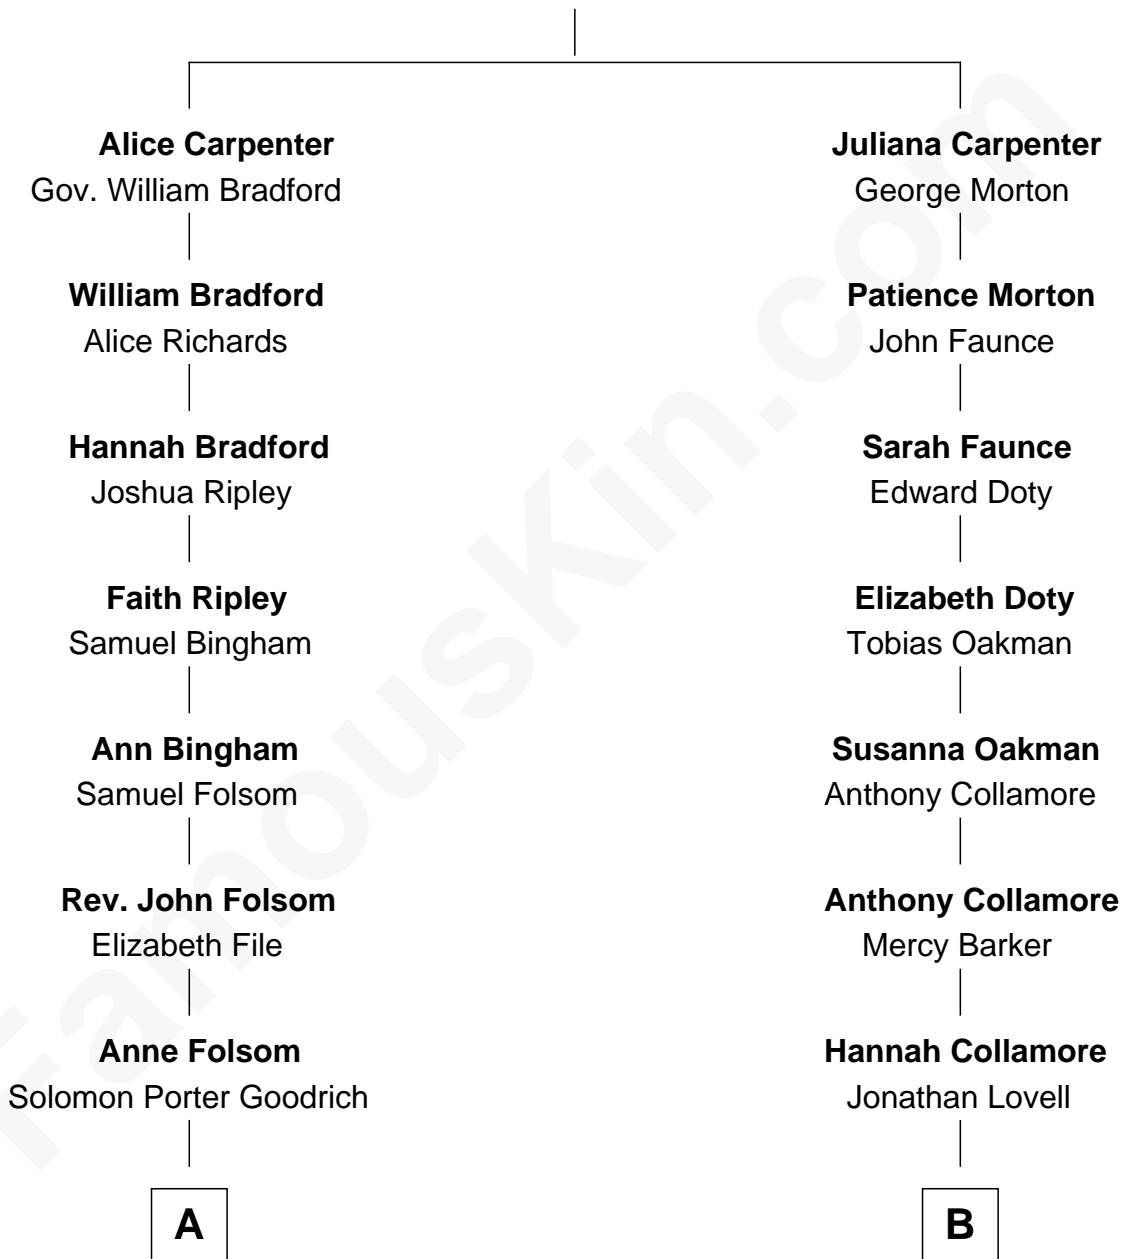 Alice Carpenter
Gov. William Bradford
William Bradford
Alice Richards
Hannah Bradford
Joshua Ripley
Faith Ripley
Samuel Bingham
Ann Bingham
Samuel Folsom
Rev. John Folsom
Elizabeth File
Anne Folsom
Solomon Porter Goodrich
A
Juliana Carpenter
George Morton
Patience Morton
John Faunce
Sarah Faunce
Edward Doty
Elizabeth Doty
Tobias Oakman
Susanna Oakman
Anthony Collamore
Anthony Collamore
Mercy Barker
Hannah Collamore
Jonathan Lovell
B
FamousKin.com